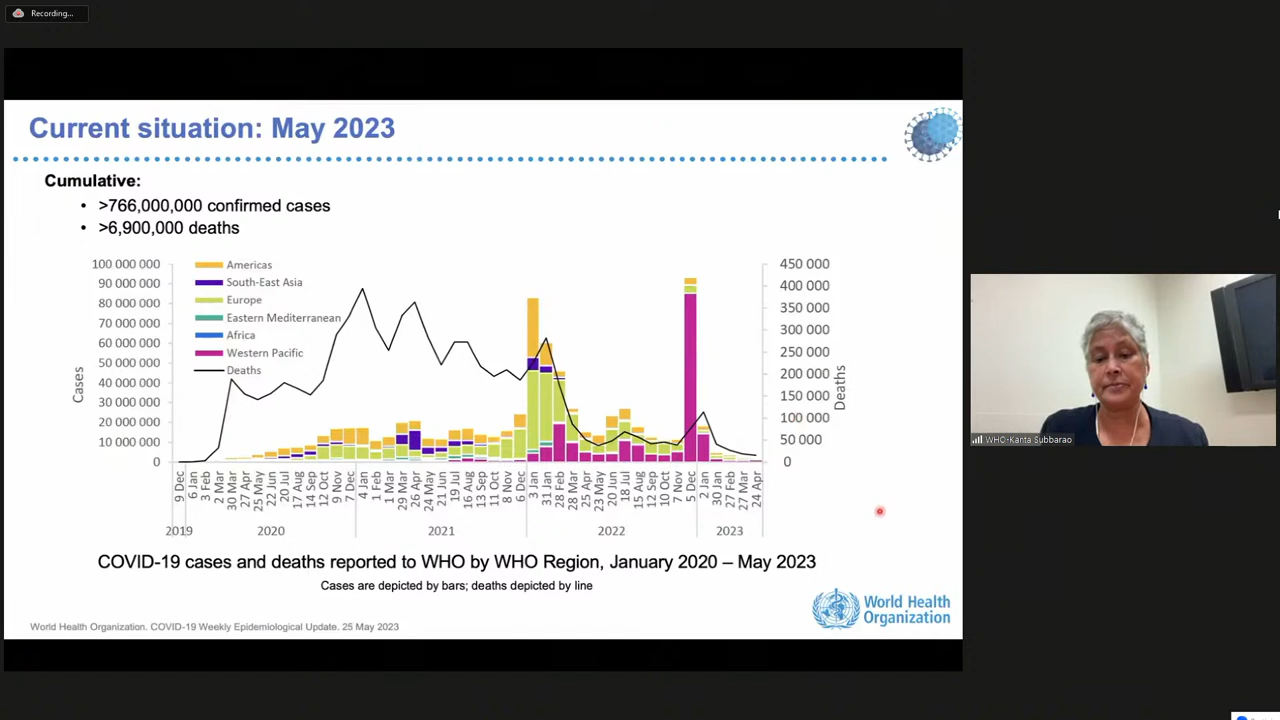 Recording...
Current situation: May 2023
Cumulative:
• >766,000,000 confirmed cases
• >6,900,000 deaths
100 000 000
90 000 000
80 000 000
70 000 000
60 000 000
50 000 000
40 000 000
30 000 000
20 000 000
10 000 000
0
Cases
Americas
South-East Asia
Europe
Eastern Mediterranean
Africa
Western Pacific
Deaths
450 000
400 000
350 000
300 000
250 000
200 000
150 000
100 000
50 000
0
Deaths
9 Dec
6 Jan
3 Feb
2 Mar
30 Mar
27 Apr
25 May
22 Jun
20 Jul
17 Aug
14 Sep
12 Oct
9 Nov
7 Dec
4 Jan
1 Feb
1 Mar
29 Mar
26 Apr
24 May
21 Jun
19 Jul
16 Aug
13 Sep
11 Oct
8 Nov
6 Dec
3 Jan
31 Jan
28 Feb
28 Mar
25 Apr
23 May
20 Jun
18 Jul
15 Aug
12 Sep
10 Oct
7 Nov
5 Dec
2 Jan
30 Jan
27 Feb
27 Mar
24 Apr
2019 2020 2021 2022 2023
COVID-19 cases and deaths reported to WHO by WHO Region, January 2020 – May 2023
Cases are depicted by bars; deaths depicted by line
World Health
Organization
World Health Organization. COVID-19 Weekly Epidemiological Update. 25 May 2023
WHO-Kanta Subbarao